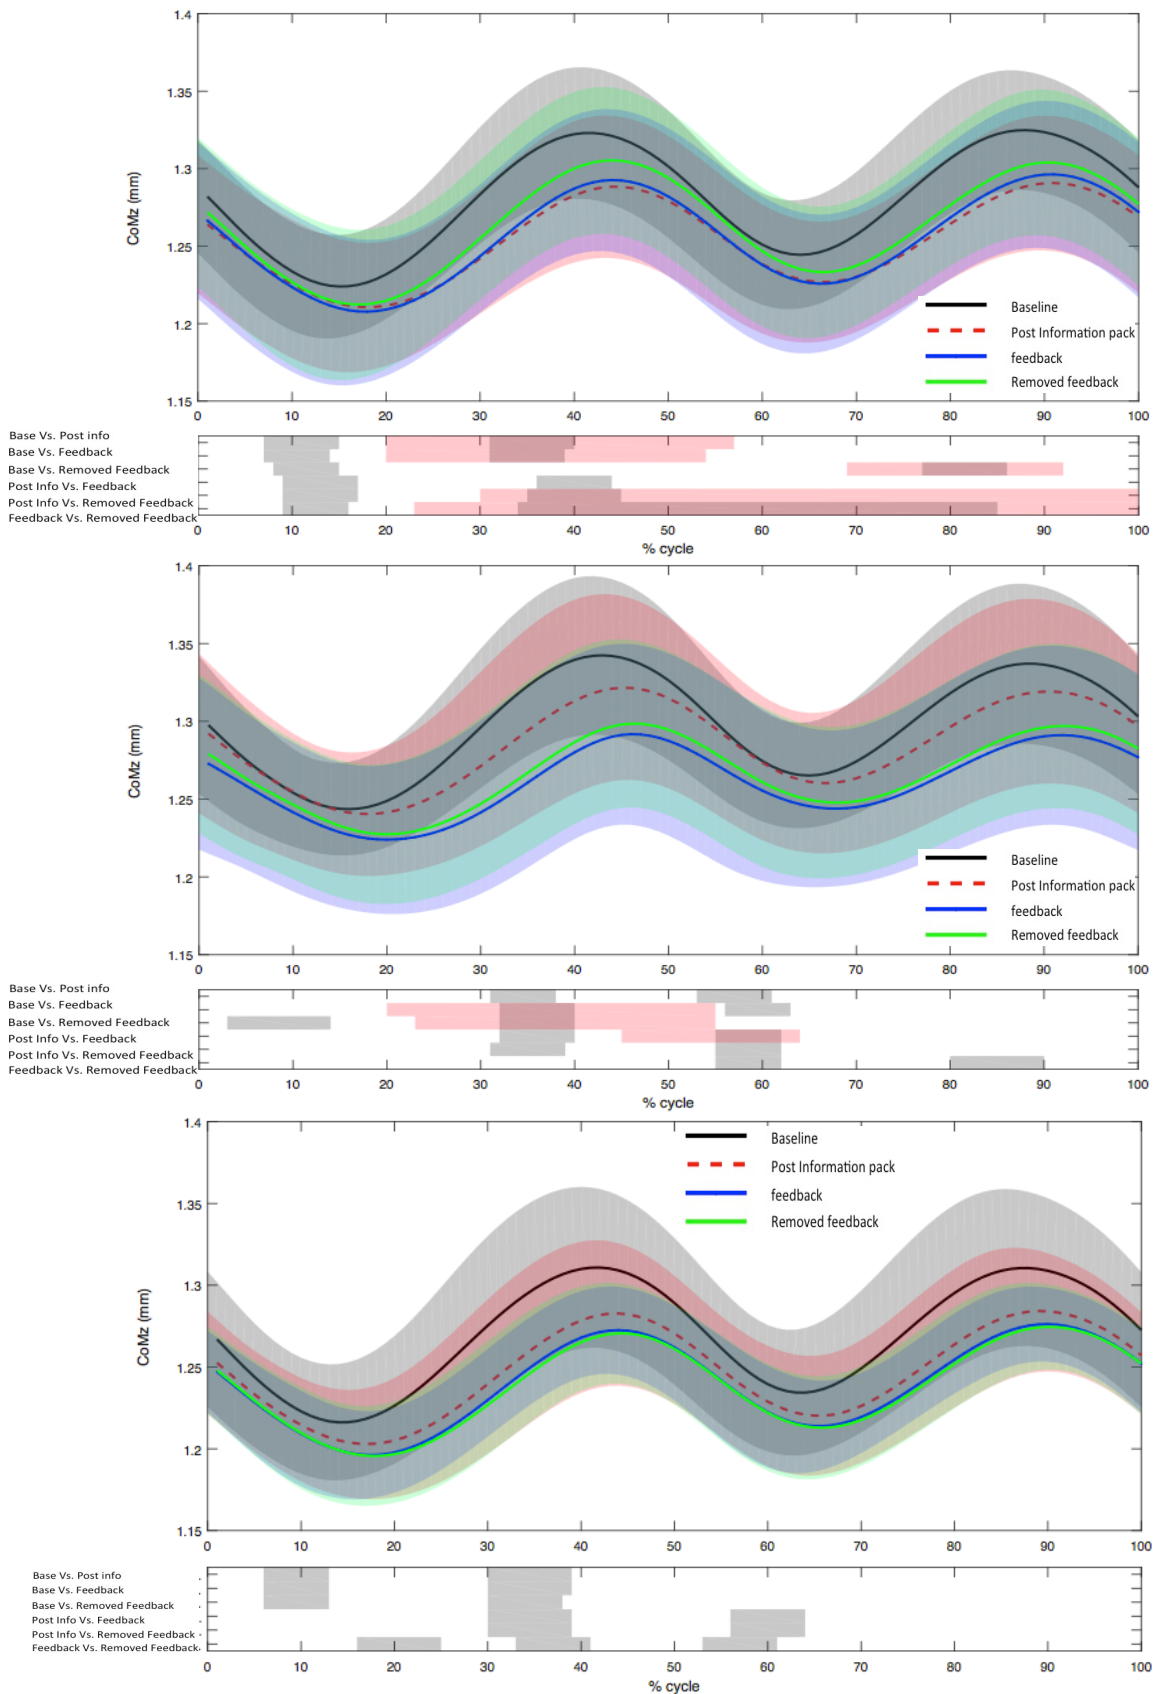 1.4
1.35
1.3
1.25
1.2
1.15
CoMz (mm)
Baseline
Post Information pack
feedback
Removed feedback
0 10 20 30 40 50 60 70 80 90 100
Base Vs. Post info
Base Vs. Feedback
Base Vs. Removed Feedback
Post Info Vs. Feedback
Post Info Vs. Removed Feedback
Feedback Vs. Removed Feedback
0 10 20 30 40 50 60 70 80 90 100
% cycle
1.4
1.35
1.3
1.25
1.2
1.15
CoMz (mm)
Baseline
Post Information pack
feedback
Removed feedback
0 10 20 30 40 50 60 70 80 90 100
Base Vs. Post info
Base Vs. Feedback
Base Vs. Removed Feedback
Post Info Vs. Feedback
Post Info Vs. Removed Feedback
Feedback Vs. Removed Feedback
0 10 20 30 40 50 60 70 80 90 100
% cycle
1.4
1.35
1.3
1.25
1.2
1.15
CoMz (mm)
Baseline
Post Information pack
feedback
Removed feedback
0 10 20 30 40 50 60 70 80 90 100
Base Vs. Post info
Base Vs. Feedback
Base Vs. Removed Feedback
Post Info Vs. Feedback
Post Info Vs. Removed Feedback
Feedback Vs. Removed Feedback
0 10 20 30 40 50 60 70 80 90 100
% cycle